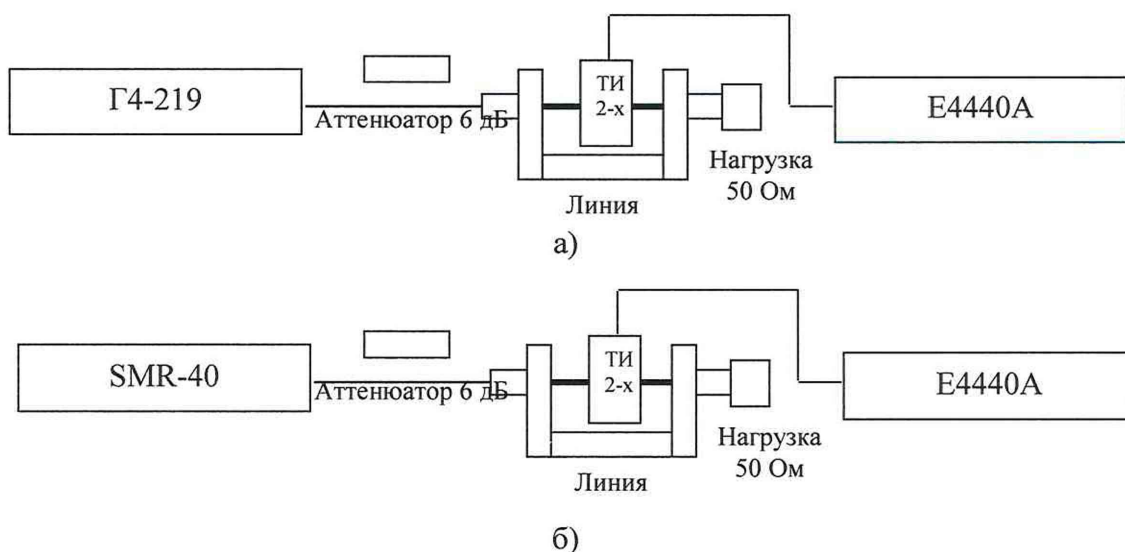 Г4-219
Аттенюатор 6 дБ
ТИ
2-х
E4440A
Нагрузка
50 Ом
Линия
а)
SMR-40
Аттенюатор 6 дБ
ТИ
2-х
E4440A
Нагрузка
50 Ом
Линия
б)